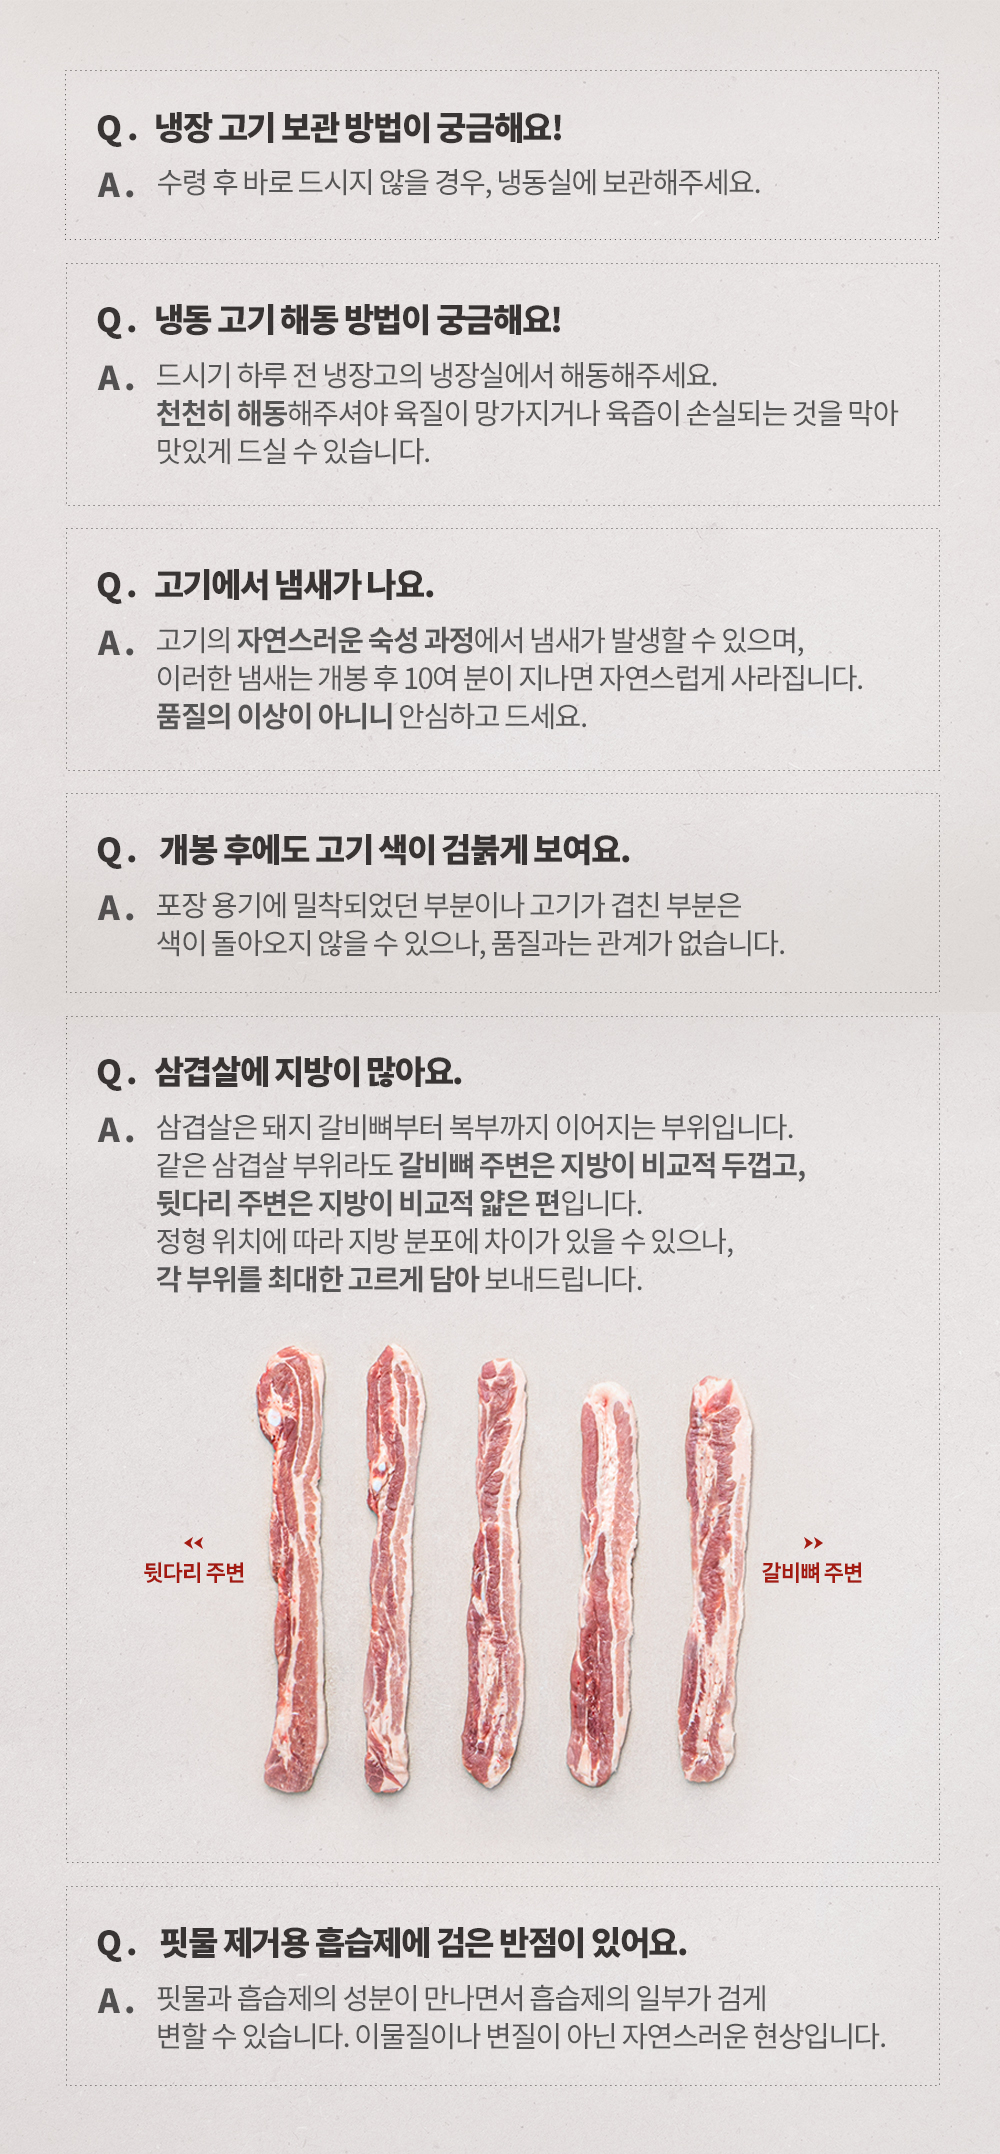 Q. 냉장 고기 보관 방법이 궁금해요!
A. 수령 후 바로 드시지 않을 경우, 냉동실에 보관해주세요.
Q. 냉동 고기 해동 방법이 궁금해요!
A. 드시기 하루 전 냉장고의 냉장실에서 해동해주세요.
천천히 해동해주셔야 육질이 망가지거나 육즙이 손실되는 것을 막아
맛있게 드실 수 있습니다.
Q. 고기에서 냄새가 나요.
A. 고기의 자연스러운 숙성 과정에서 냄새가 발생할 수 있으며,
이러한 냄새는 개봉 후 10여 분이 지나면 자연스럽게 사라집니다.
품질의 이상이 아니니 안심하고 드세요.
Q. 개봉 후에도 고기 색이 검붉게 보여요.
A. 포장 용기에 밀착되었던 부분이나 고기가 겹친 부분은
색이 돌아오지 않을 수 있으나, 품질과는 관계가 없습니다.
Q. 삼겹살에 지방이 많아요.
A. 삼겹살은 돼지 갈비뼈부터 복부까지 이어지는 부위입니다.
같은 삼겹살 부위라도 갈비뼈 주변은 지방이 비교적 두껍고,
뒷다리 주변은 지방이 비교적 얇은 편입니다.
정형 위치에 따라 지방 분포에 차이가 있을 수 있으나,
각 부위를 최대한 고르게 담아 보내드립니다.
뒷다리 주변
갈비뼈 주변
Q. 핏물 제거용 흡습제에 검은 반점이 있어요.
A. 핏물과 흡습제의 성분이 만나면서 흡습제의 일부가 검게
변할 수 있습니다. 이물질이나 변질이 아닌 자연스러운 현상입니다.